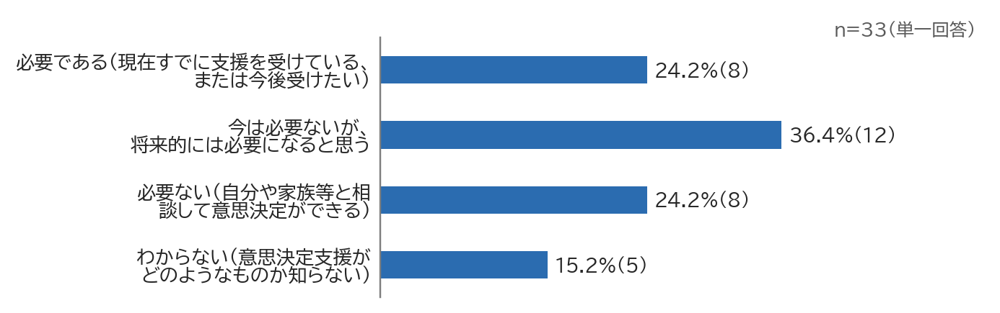 n=33（単一回答）
必要である（現在すでに支援を受けている、
または今後受けたい）
24.2%（8）
今は必要ないが、
将来的には必要になると思う
36.4%（12）
必要ない（自分や家族等と相
談して意思決定ができる）
24.2%（8）
わからない（意思決定支援が
どのようなものか知らない）
15.2%（5）